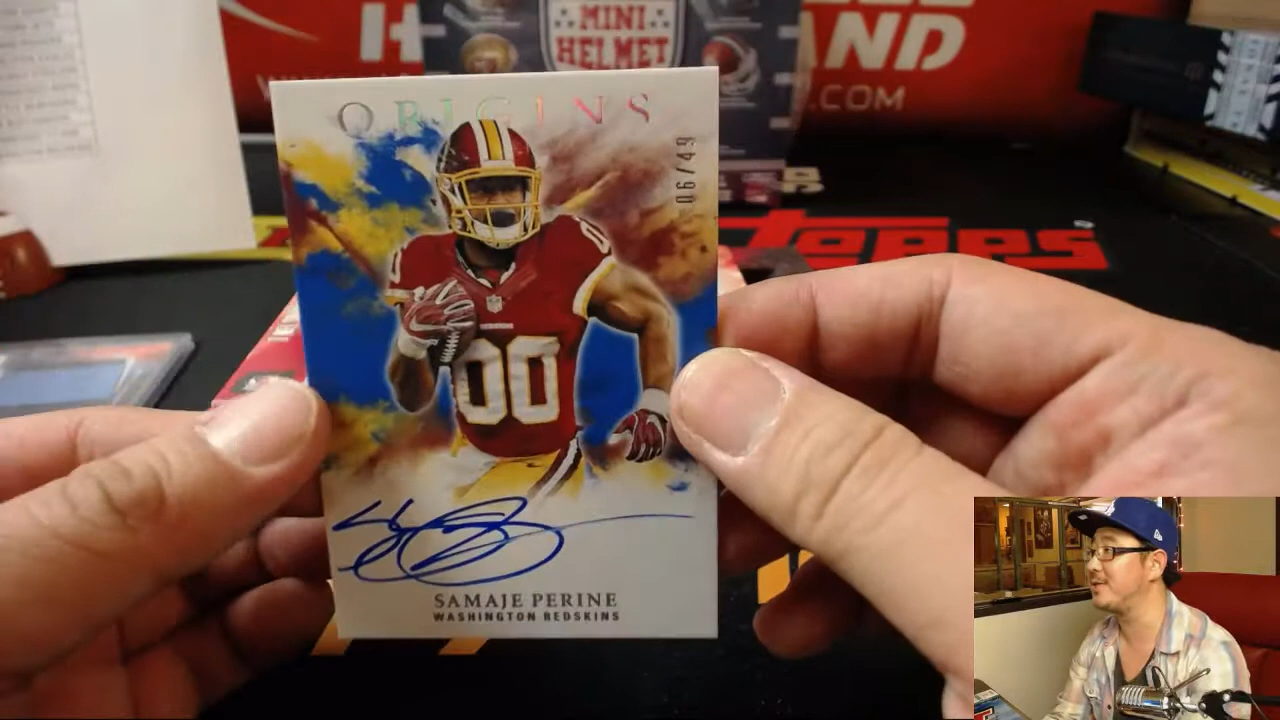 MINI
HELMET
AND
.COM
ORIGINS
06/49
Topps
00
SAMAJE PERINE
WASHINGTON REDSKINS